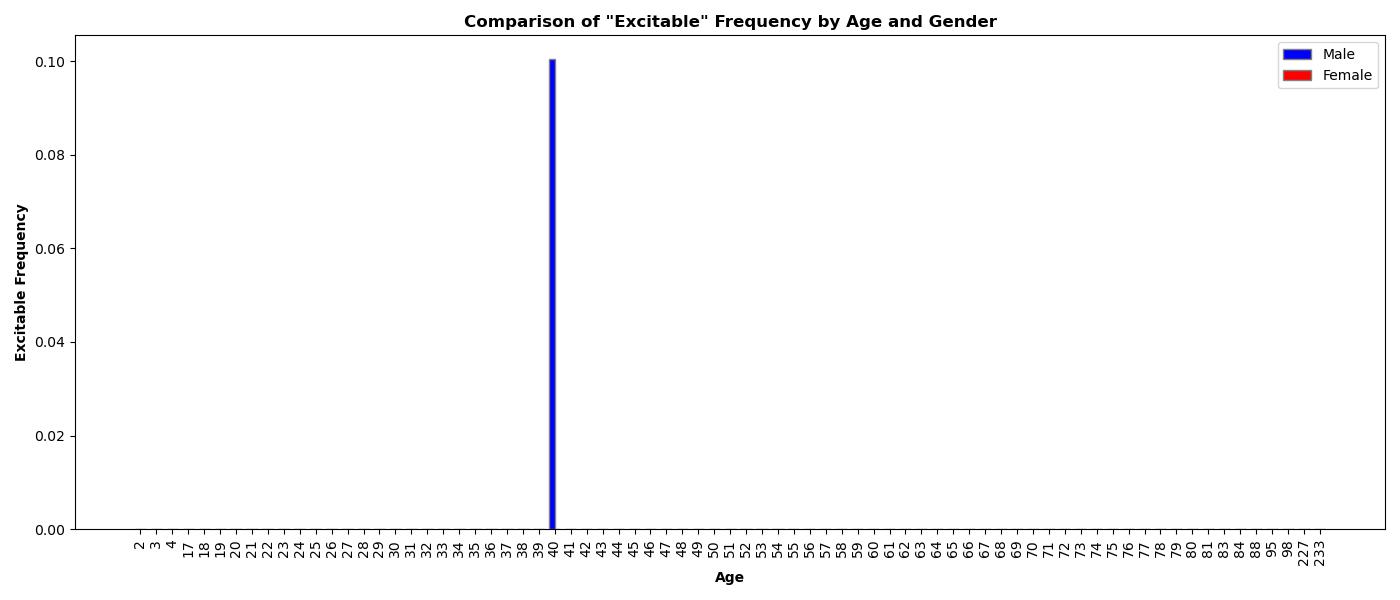 Comparison of "Excitable" Frequency by Age and Gender
Male
Female
0.10
0.08
0.06
0.04
0.02
0.00
Excitable Frequency
2 3 4 17 18 19 20 21 22 23 24 25 26 27 28 29 30 31 32 33 34 35 36 37 38 39 40 41 42 43 44 45 46 47 48 49 50 51 52 53 54 55 56 57 58 59 60 61 62 63 64 65 66 67 68 69 70 71 72 73 74 75 76 77 78 79 80 81 83 84 88 95 98 227 233
Age